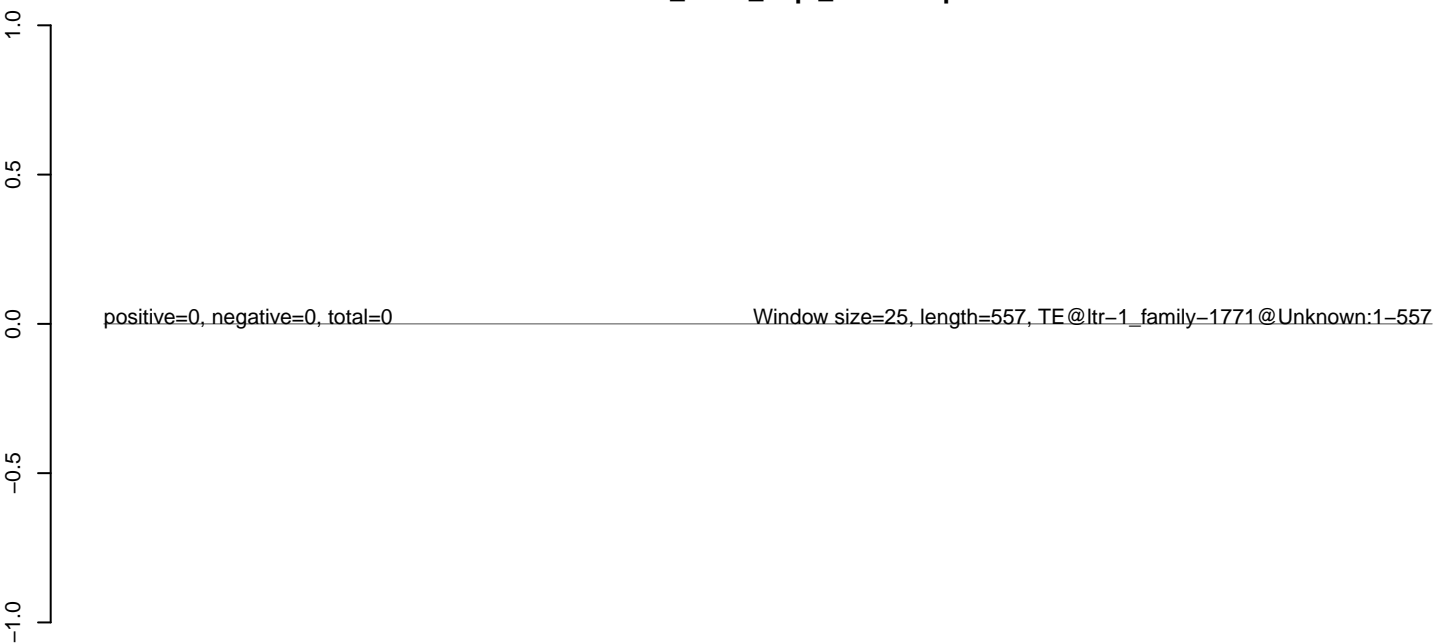 1.0
0.5
positive=0, negative=0, total=0
Window size=25, length=557, TE@ltr−1_family−1771@Unknown:1−557
0.0
−0.5
−1.0